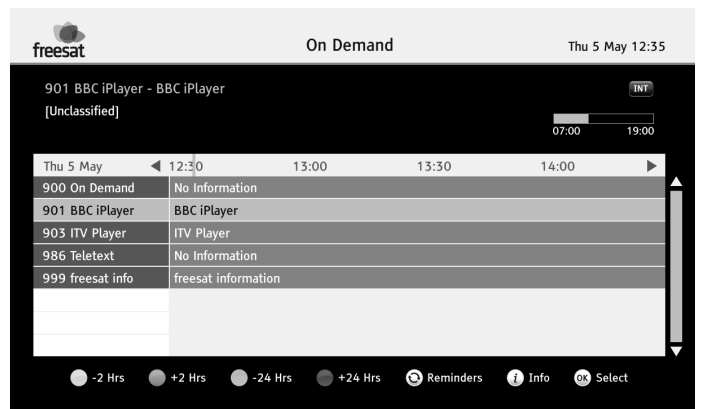 freesat
On Demand
Thu 5 May 12:35
901 BBC iPlayer - BBC iPlayer
INT
[Unclassified]
07:00 19:00
Thu 5 May 12:30 13:00 13:30 14:00
900 On Demand No Information
901 BBC iPlayer BBC iPlayer
903 ITV Player ITV Player
986 Teletext No Information
999 freesat info freesat information
-2 Hrs +2 Hrs -24 Hrs +24 Hrs Reminders i Info OK Select